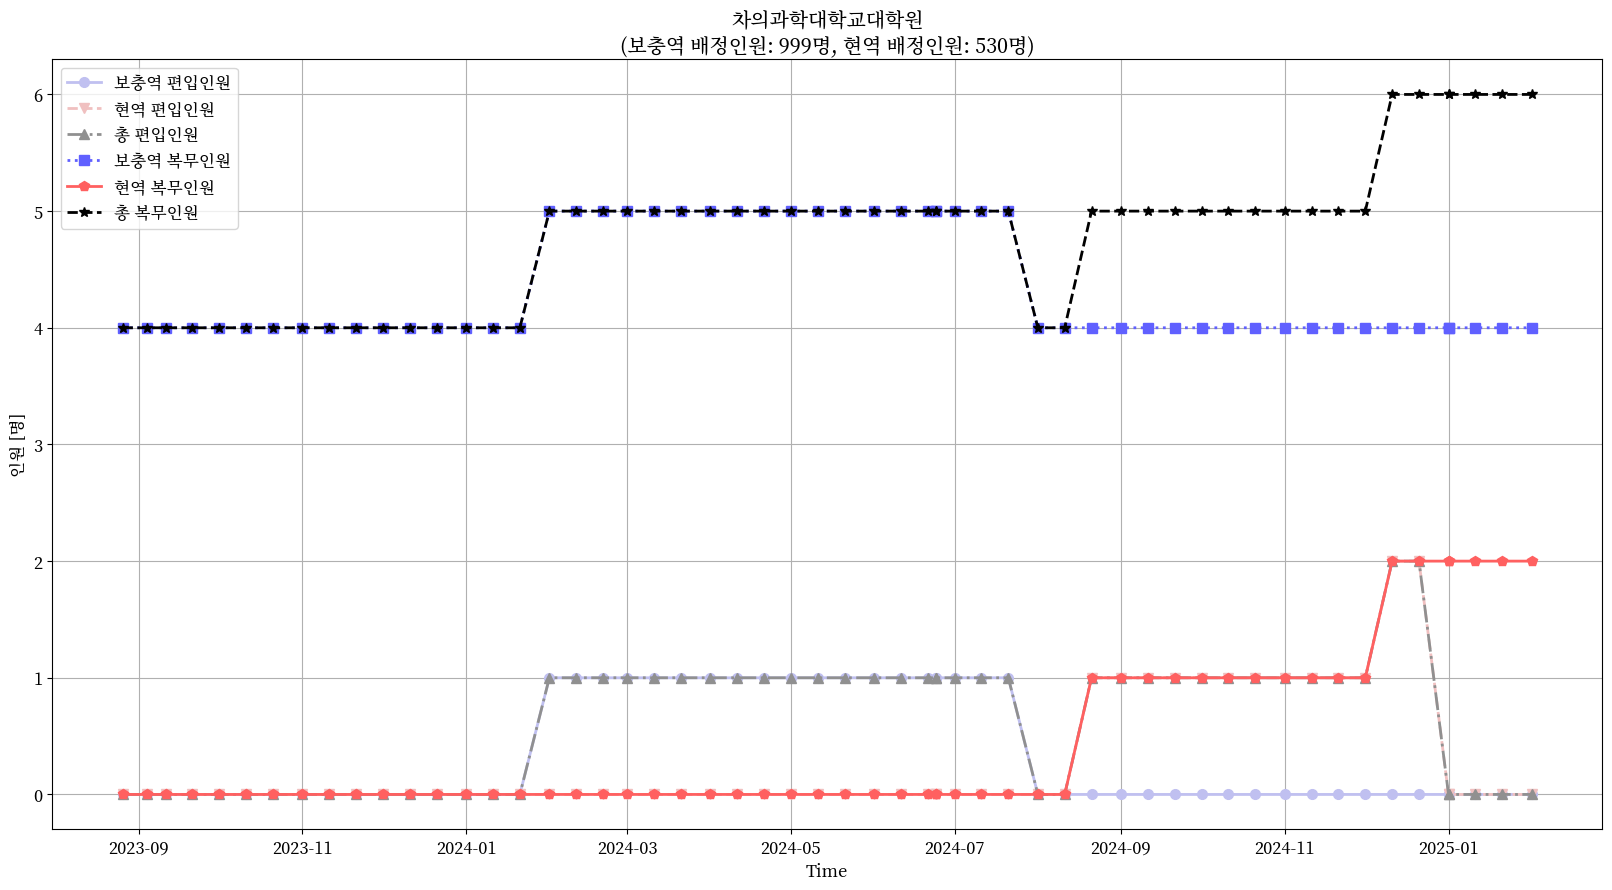 차의과학대학교대학원
(보충역 배정인원: 999명, 현역 배정인원: 530명)
보충역 편입인원
현역 편입인원
총 편입인원
보충역 복무인원
현역 복무인원
총 복무인원
6
5
4
3
2
1
0
인원 [명]
2023-09
2023-11
2024-01
2024-03
2024-05
2024-07
2024-09
2024-11
2025-01
Time